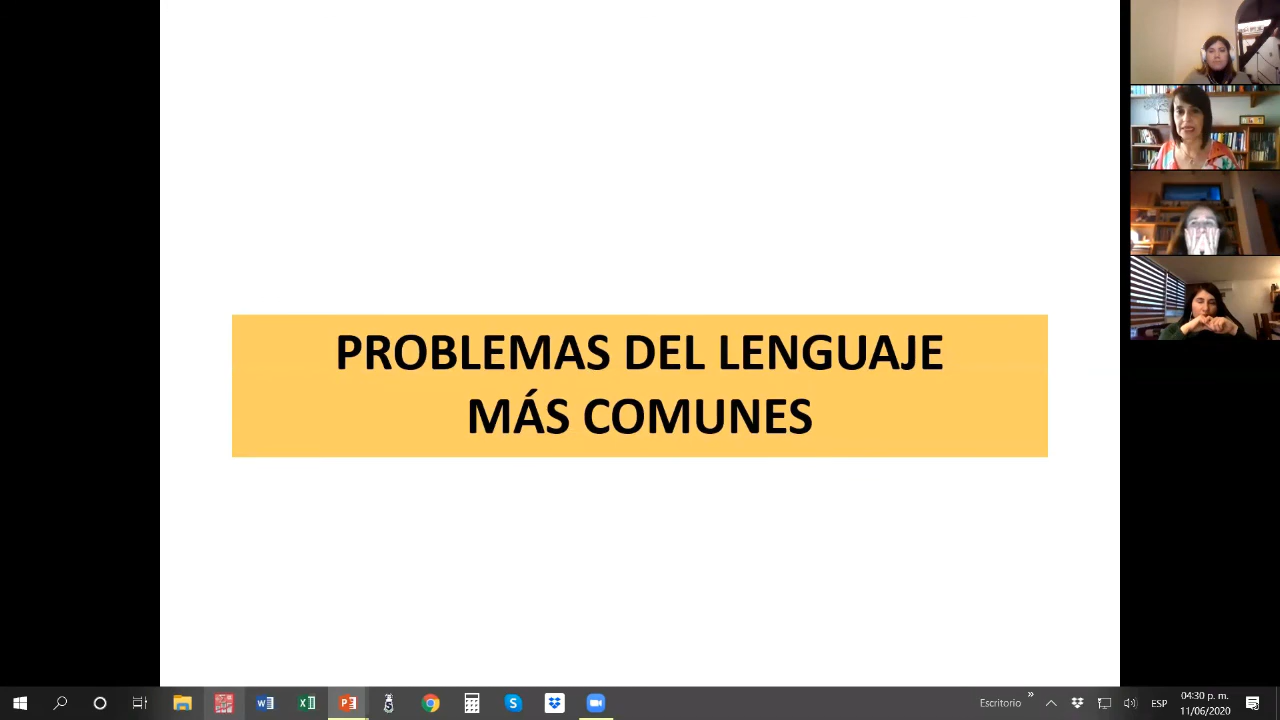 PROBLEMAS DEL LENGUAJE
MÁS COMUNES
Escritorio
»
ESP
04:30 p. m.
11/06/2020